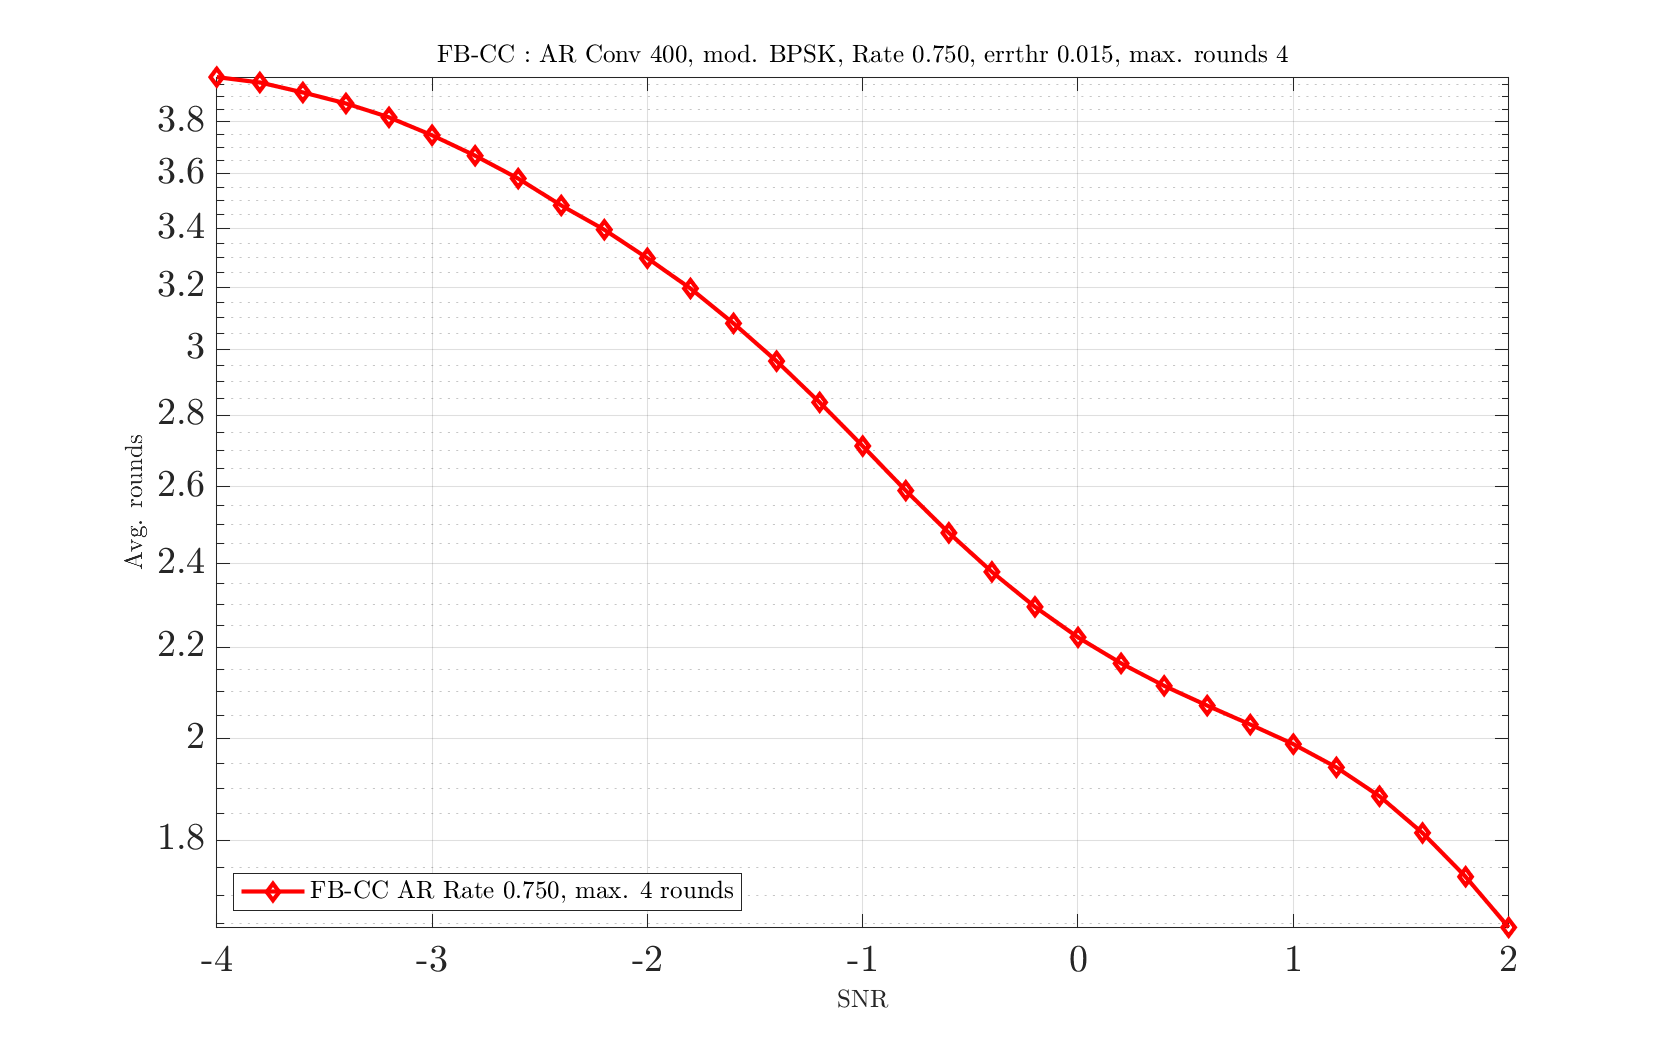 FB-CC : AR Conv 400, mod. BPSK, Rate 0.750, errthr 0.015, max. rounds 4
3.8
3.6
3.4
3.2
3
2.8
2.6
2.4
2.2
2
1.8
Avg. rounds
FB-CC AR Rate 0.750, max. 4 rounds
-4 -3 -2 -1 0 1 2
SNR